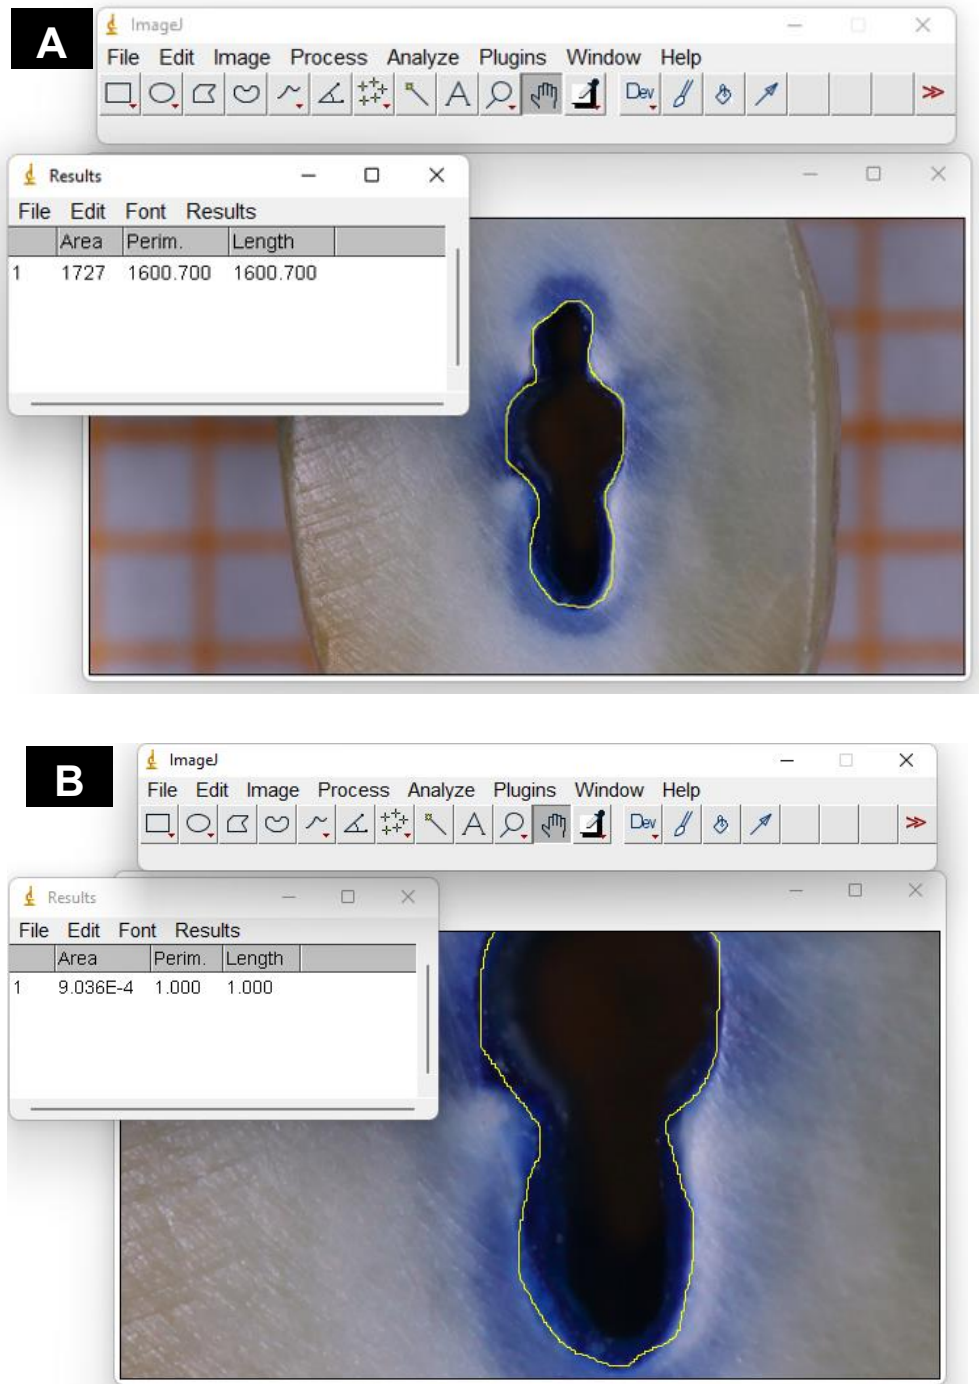 A
ImageJ
File Edit Image Process Analyze Plugins Window Help
A Dev
Results
File Edit Font Results
Area Perim. Length
1 1727 1600.700 1600.700
B
ImageJ
File Edit Image Process Analyze Plugins Window Help
A Dev
Results
File Edit Font Results
Area Perim. Length
1 9.036E-4 1.000 1.000